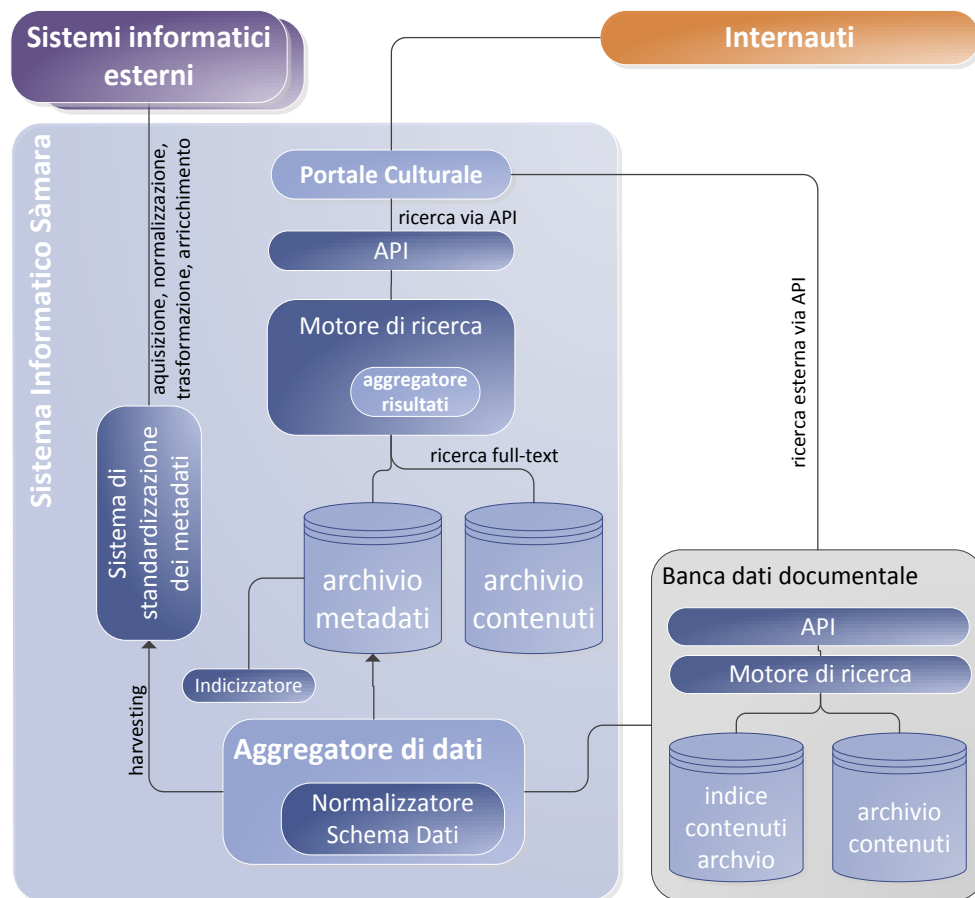 Sistemi informatici
esterni
Internauti
Sistema Informatico Sàmara
aquisizione, normalizzazione,
trasformazione, arricchimento
Portale Culturale
ricerca via API
API
Motore di ricerca
aggregatore
risultati
ricerca full-text
ricerca esterna via API
Sistema di
standardizzazione
dei metadati
archivio
metadati
archivio
contenuti
Indicizzatore
harvesting
Aggregatore di dati
Normalizzatore
Schema Dati
Banca dati documentale
API
Motore di ricerca
indice
contenuti
archvio
archivio
contenuti